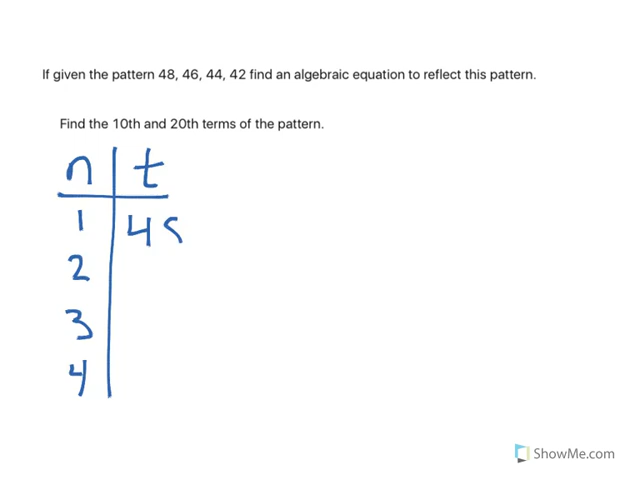 If given the pattern 48, 46, 44, 42 find an algebraic equation to reflect this pattern.
Find the 10th and 20th terms of the pattern.
n t
1 4
2
3
4
ShowMe.com